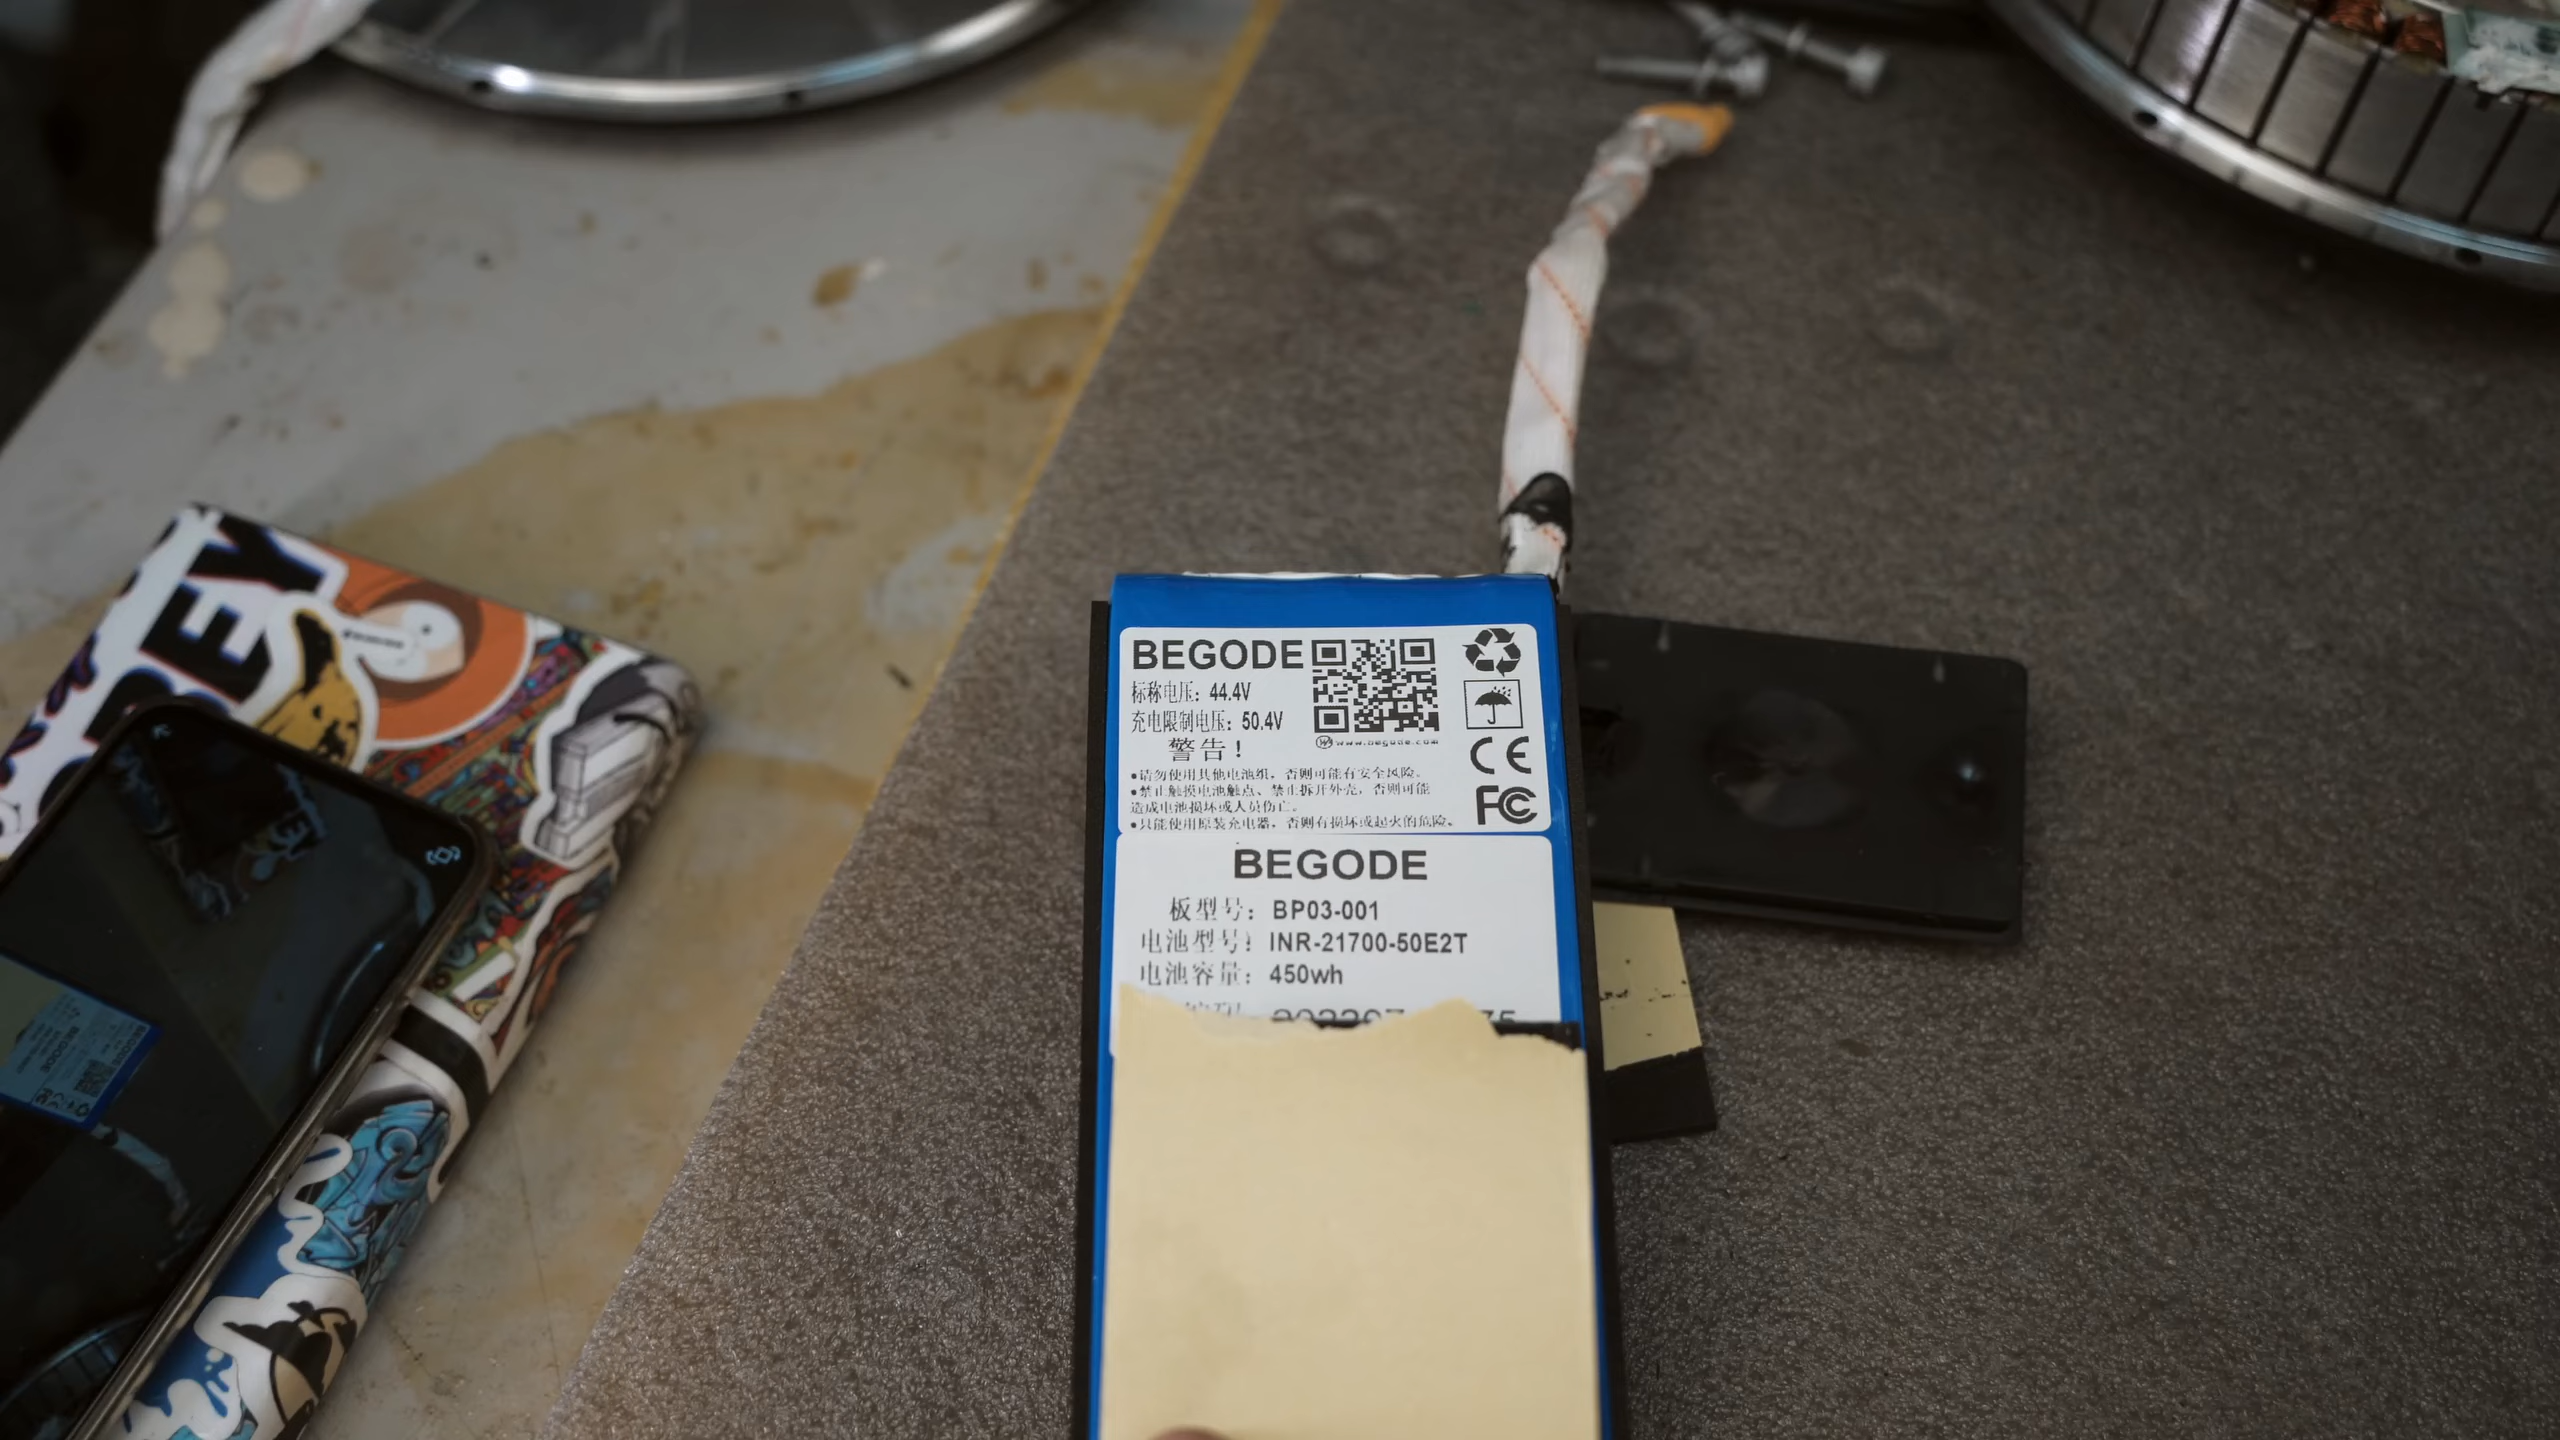 BEGODE
标称电压: 44.4V
充电限制电压: 50.4V
警告!
www.begode.com
•请勿使用其他电池组, 否则可能有安全风险。
•禁止触摸电池触点、禁止拆开外壳, 否则可能
造成电池损坏或人员伤亡。
•只能使用原装充电器, 否则有损坏或起火的危险。
CE
FC
BEGODE
板型号: BP03-001
电池型号: INR-21700-50E2T
电池容量: 450wh